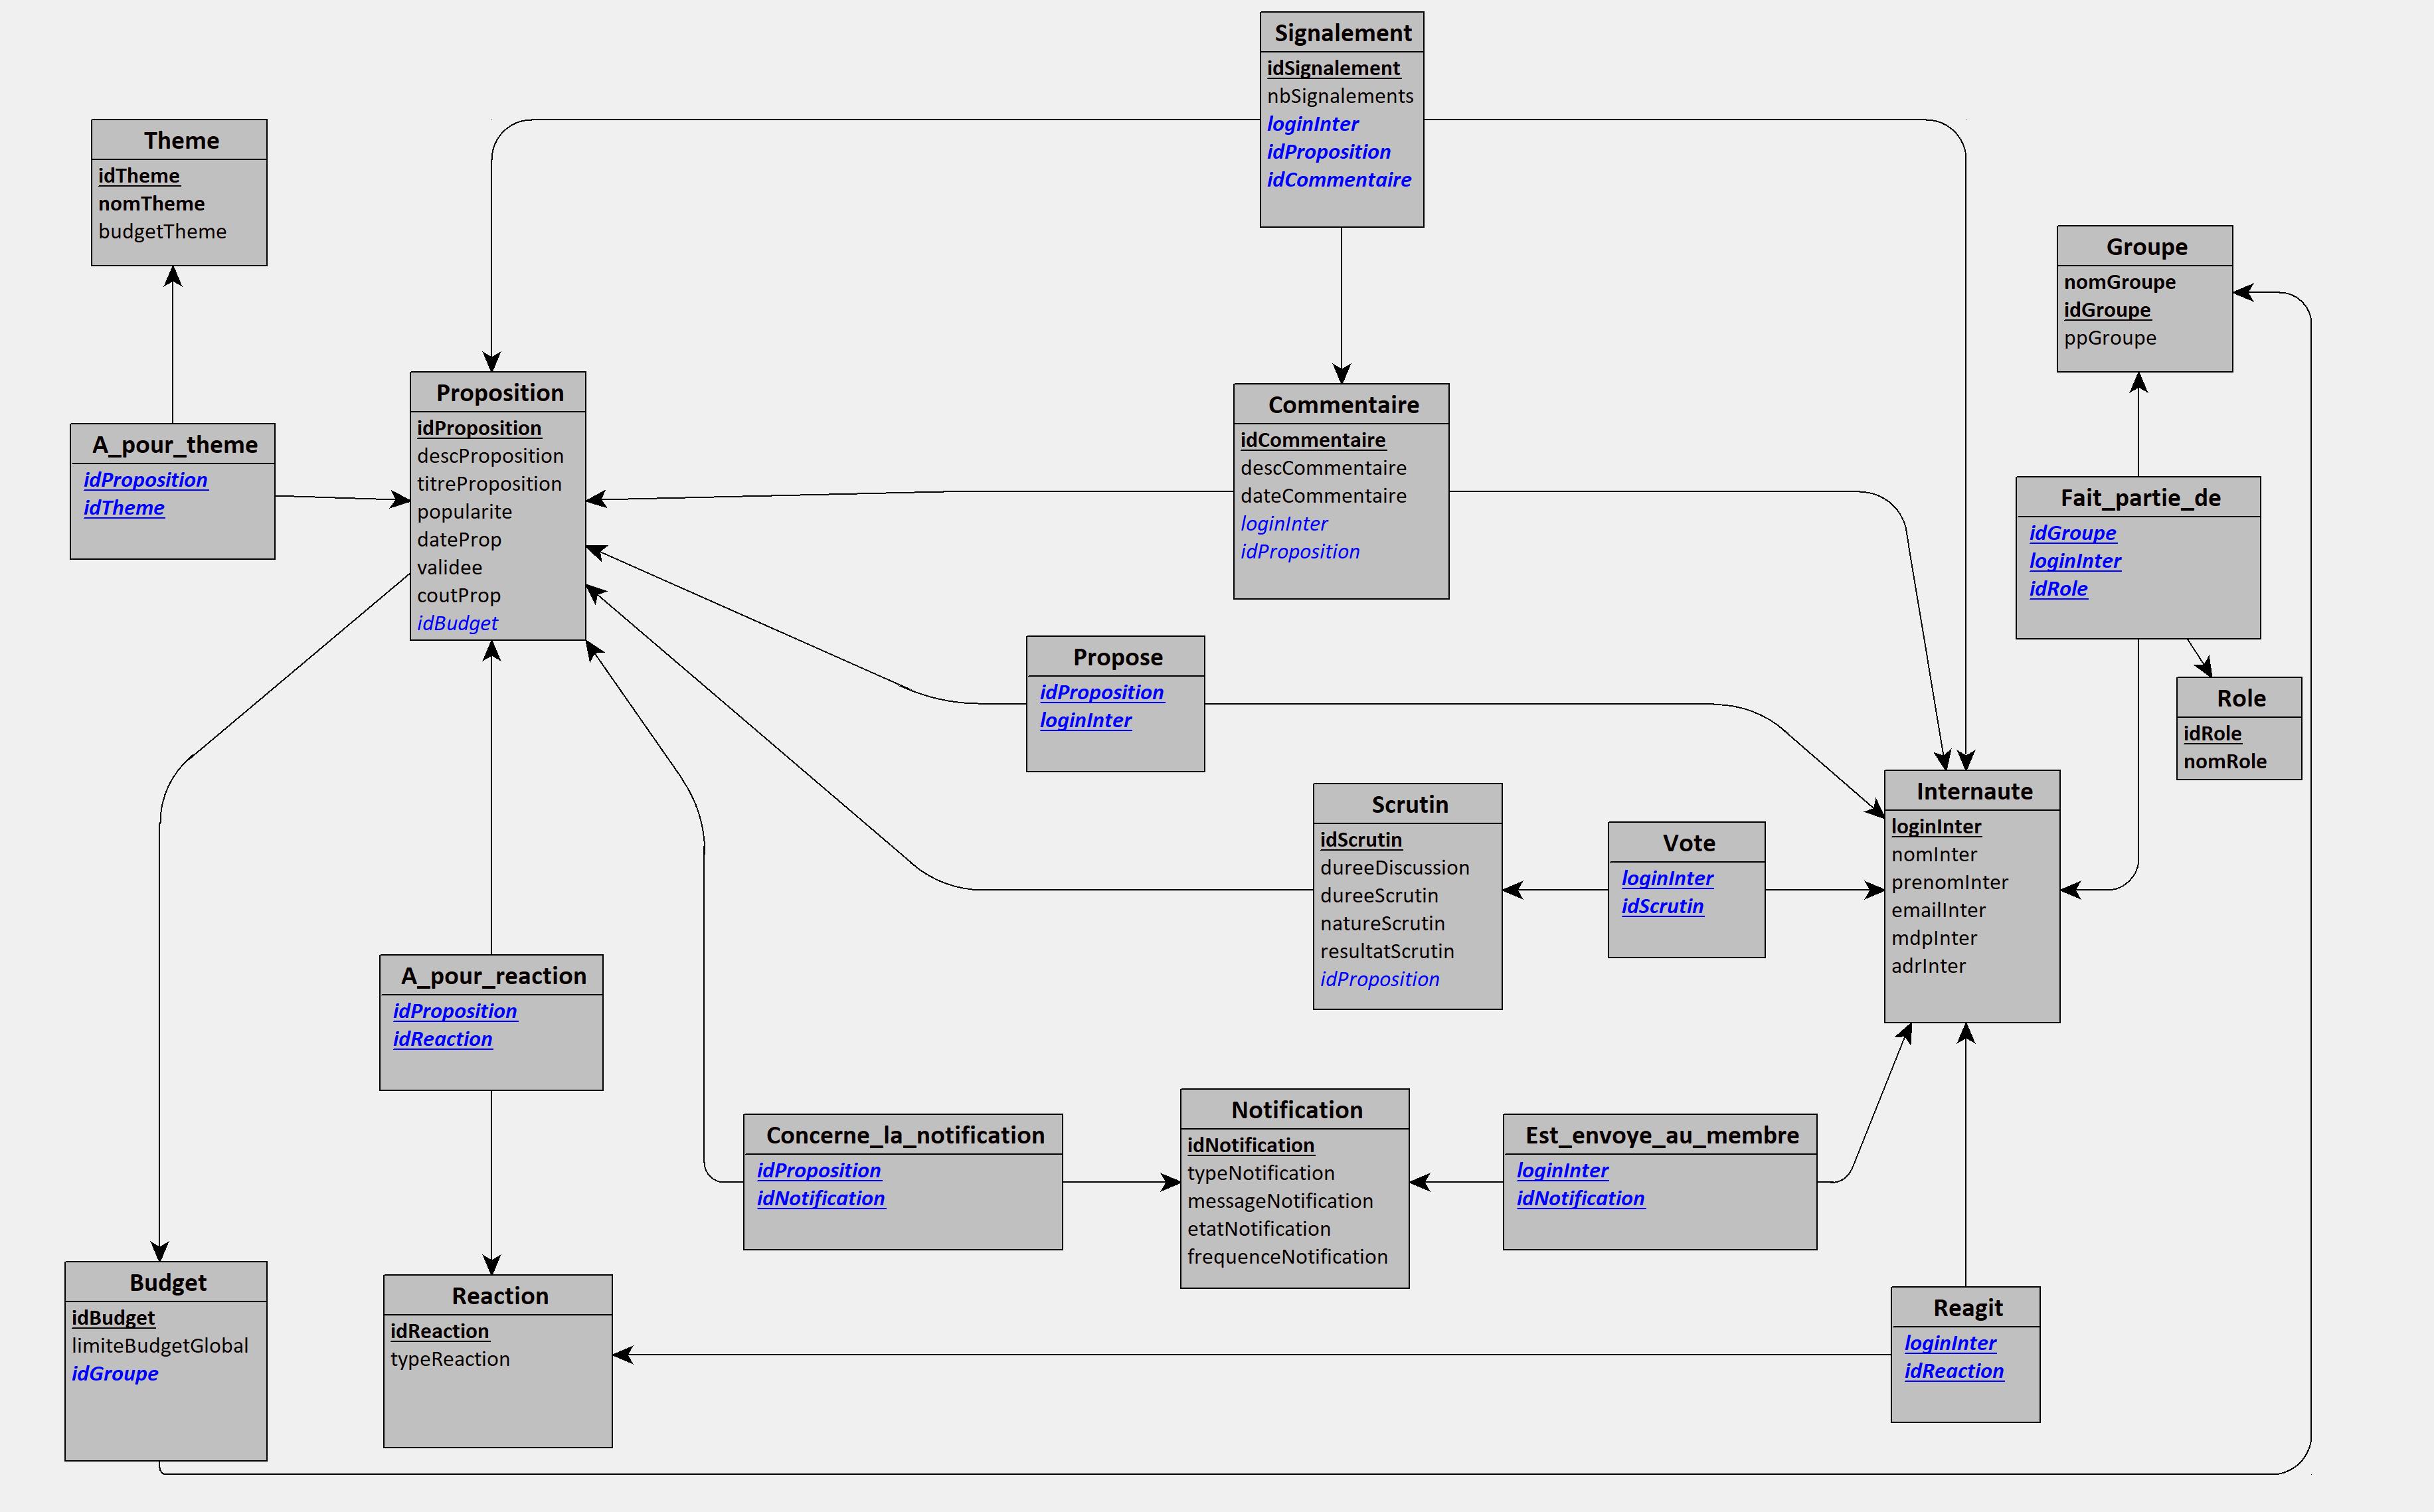 Signalement
idSignalement
nbSignalements
loginInter
idProposition
idCommentaire
Theme
idTheme
nomTheme
budgetTheme
Groupe
nomGroupe
idGroupe
ppGroupe
Proposition
idProposition
descProposition
titreProposition
popularite
dateProp
validee
coutProp
idBudget
Commentaire
idCommentaire
descCommentaire
dateCommentaire
loginInter
idProposition
A_pour_theme
idProposition
idTheme
Fait_partie_de
idGroupe
loginInter
idRole
Propose
idProposition
loginInter
Role
idRole
nomRole
Internaute
loginInter
nomInter
prenomInter
emailInter
mdpInter
adrInter
Scrutin
idScrutin
dureeDiscussion
dureeScrutin
natureScrutin
resultatScrutin
idProposition
Vote
loginInter
idScrutin
A_pour_reaction
idProposition
idReaction
Concerne_la_notification
idProposition
idNotification
Notification
idNotification
typeNotification
messageNotification
etatNotification
frequenceNotification
Est_envoye_au_membre
loginInter
idNotification
Budget
idBudget
limiteBudgetGlobal
idGroupe
Reaction
idReaction
typeReaction
Reagit
loginInter
idReaction